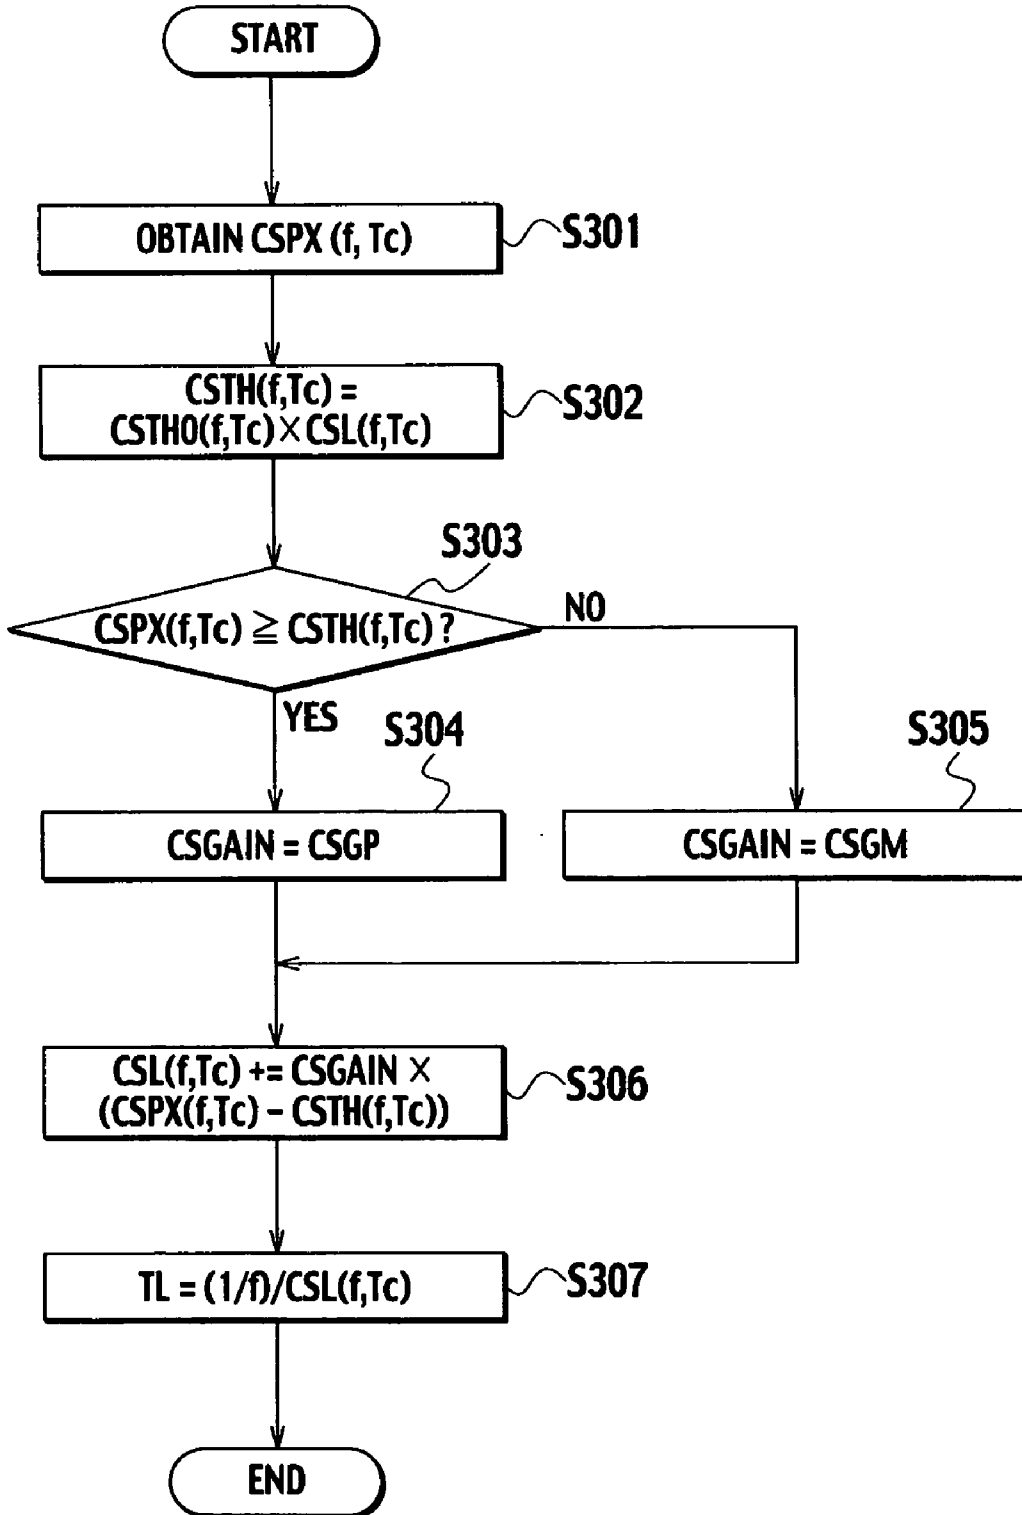 START
OBTAIN CSPX (f, Tc)
S301
CSTH(f,Tc) =
CSTH0(f,Tc)×CSL(f,Tc)
S302
S303
CSPX(f,Tc) ≧ CSTH(f,Tc) ?
NO
YES
S304
S305
CSGAIN = CSGP
CSGAIN = CSGM
CSL(f,Tc) += CSGAIN ×
(CSPX(f,Tc) - CSTH(f,Tc))
S306
TL = (1/f)/CSL(f,Tc)
S307
END